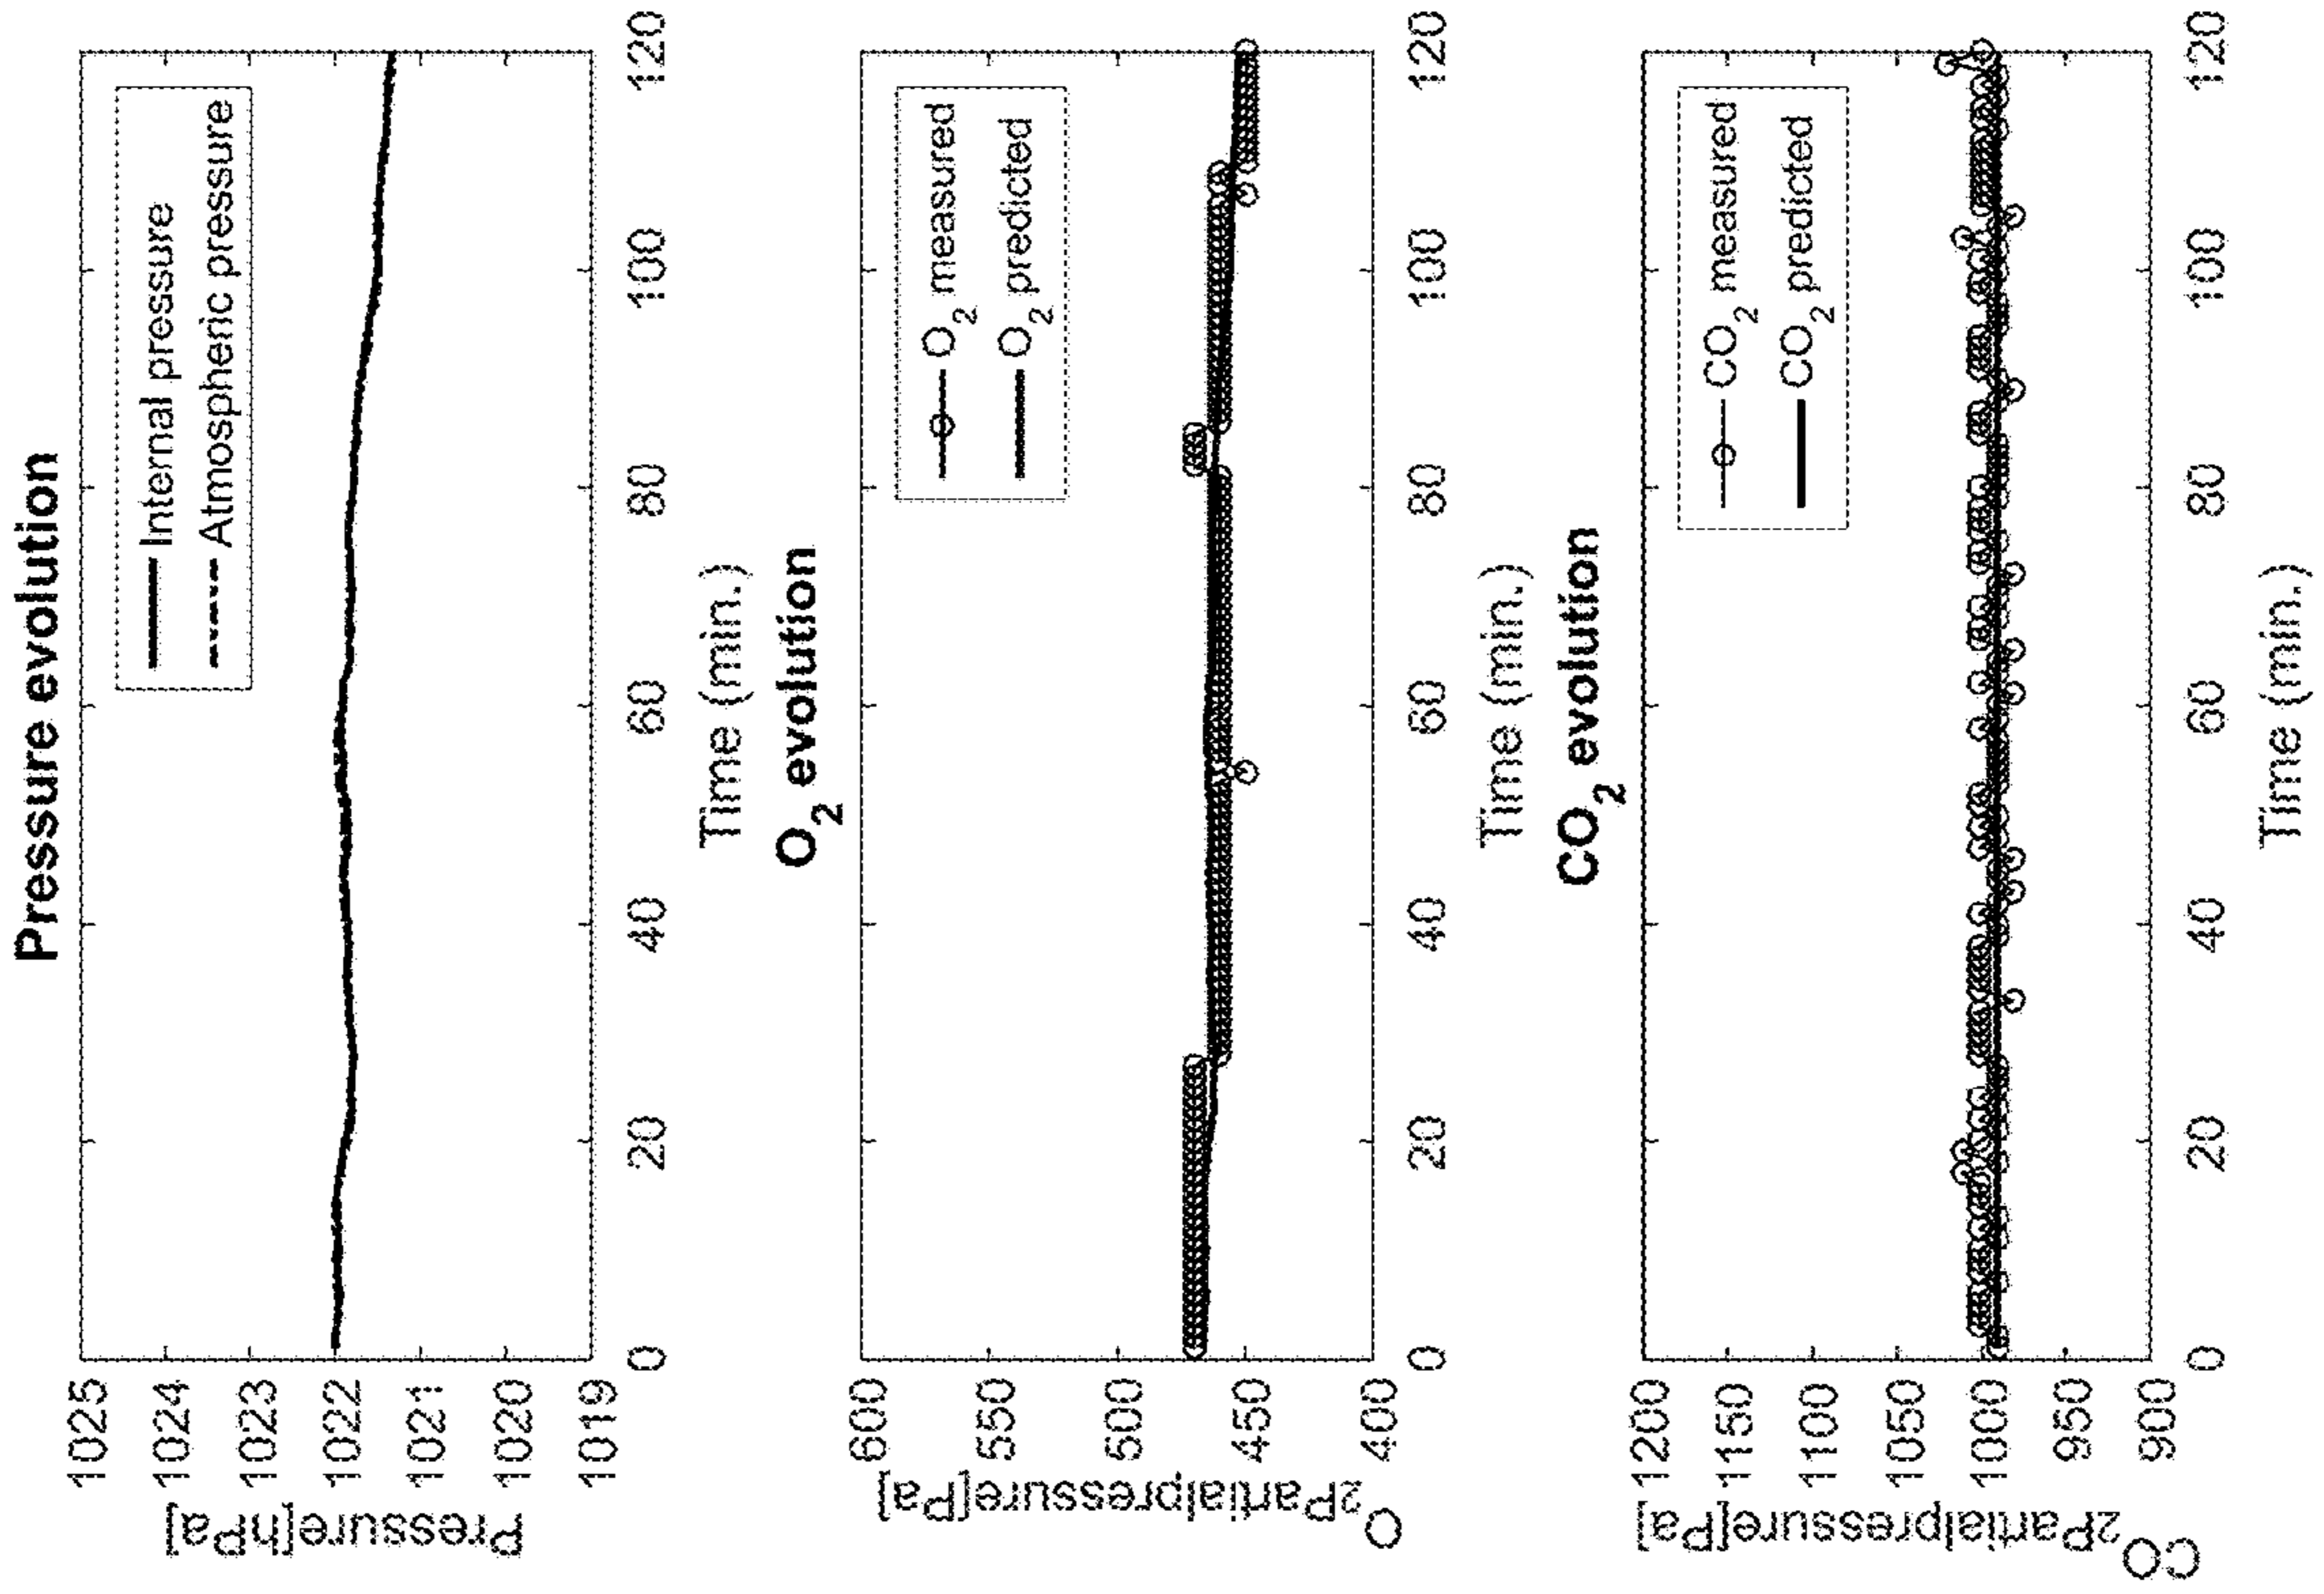 Pressure evolution
Pressure[hPa]
1025
1024
1023
1022
1021
1020
1019
Internal pressure
Atmospheric pressure
0 20 40 60 80 100 120
Time (min.)
O2 evolution
O2Partialpressure[Pa]
600
550
500
450
400
O2 measured
O2 predicted
0 20 40 60 80 100 120
Time (min.)
CO2 evolution
CO2Partialpressure[Pa]
1200
1150
1100
1050
1000
950
900
CO2 measured
CO2 predicted
0 20 40 60 80 100 120
Time (min.)